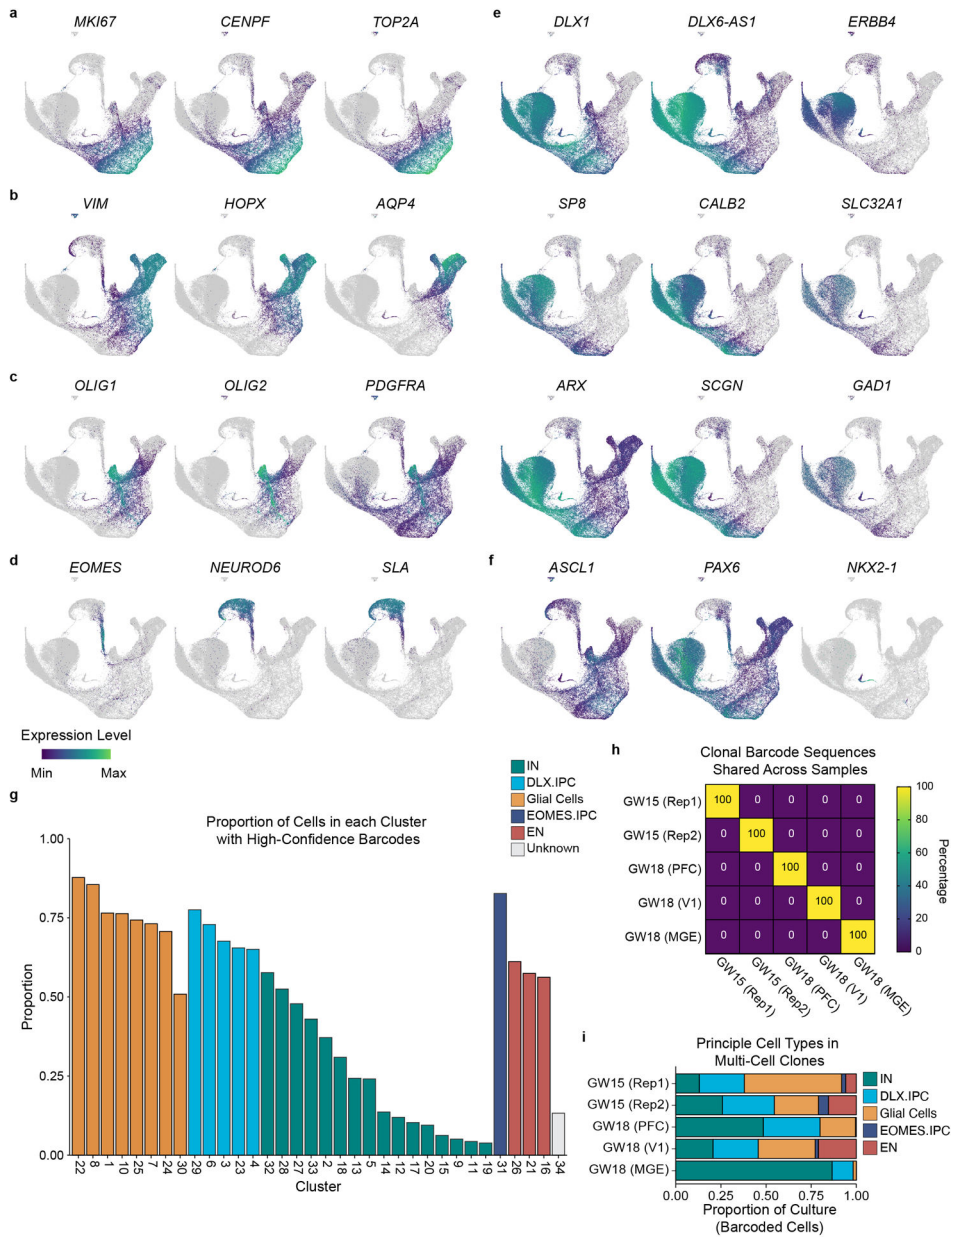 a
MKI67
CENPF
TOP2A
e
DLX1
DLX6-AS1
ERBB4
b
VIM
HOPX
AQP4
SP8
CALB2
SLC32A1
c
OLIG1
OLIG2
PDGFRA
ARX
SCGN
GAD1
d
EOMES
NEUROD6
SLA
f
ASCL1
PAX6
NKX2-1
Expression Level
Min
Max
g
Proportion of Cells in each Cluster
with High-Confidence Barcodes
IN
DLX.IPC
Glial Cells
EOMES.IPC
EN
Unknown
Proportion
1.00
0.75
0.50
0.25
0.00
22 8 1 10 25 7 24 30 29 6 3 23 4 32 28 27 33 2 18 13 5 14 12 17 20 15 9 11 19 31 26 21 16 34
Cluster
h
Clonal Barcode Sequences
Shared Across Samples
GW15 (Rep1) 100 0 0 0 0
GW15 (Rep2) 0 100 0 0 0
GW18 (PFC) 0 0 100 0 0
GW18 (V1) 0 0 0 100 0
GW18 (MGE) 0 0 0 0 100
GW15 (Rep1)
GW15 (Rep2)
GW18 (PFC)
GW18 (V1)
GW18 (MGE)
100
80
60
40
20
0
Percentage
i
Principle Cell Types in
Multi-Cell Clones
GW15 (Rep1)
GW15 (Rep2)
GW18 (PFC)
GW18 (V1)
GW18 (MGE)
0.00 0.25 0.50 0.75 1.00
Proportion of Culture
(Barcoded Cells)
IN
DLX.IPC
Glial Cells
EOMES.IPC
EN